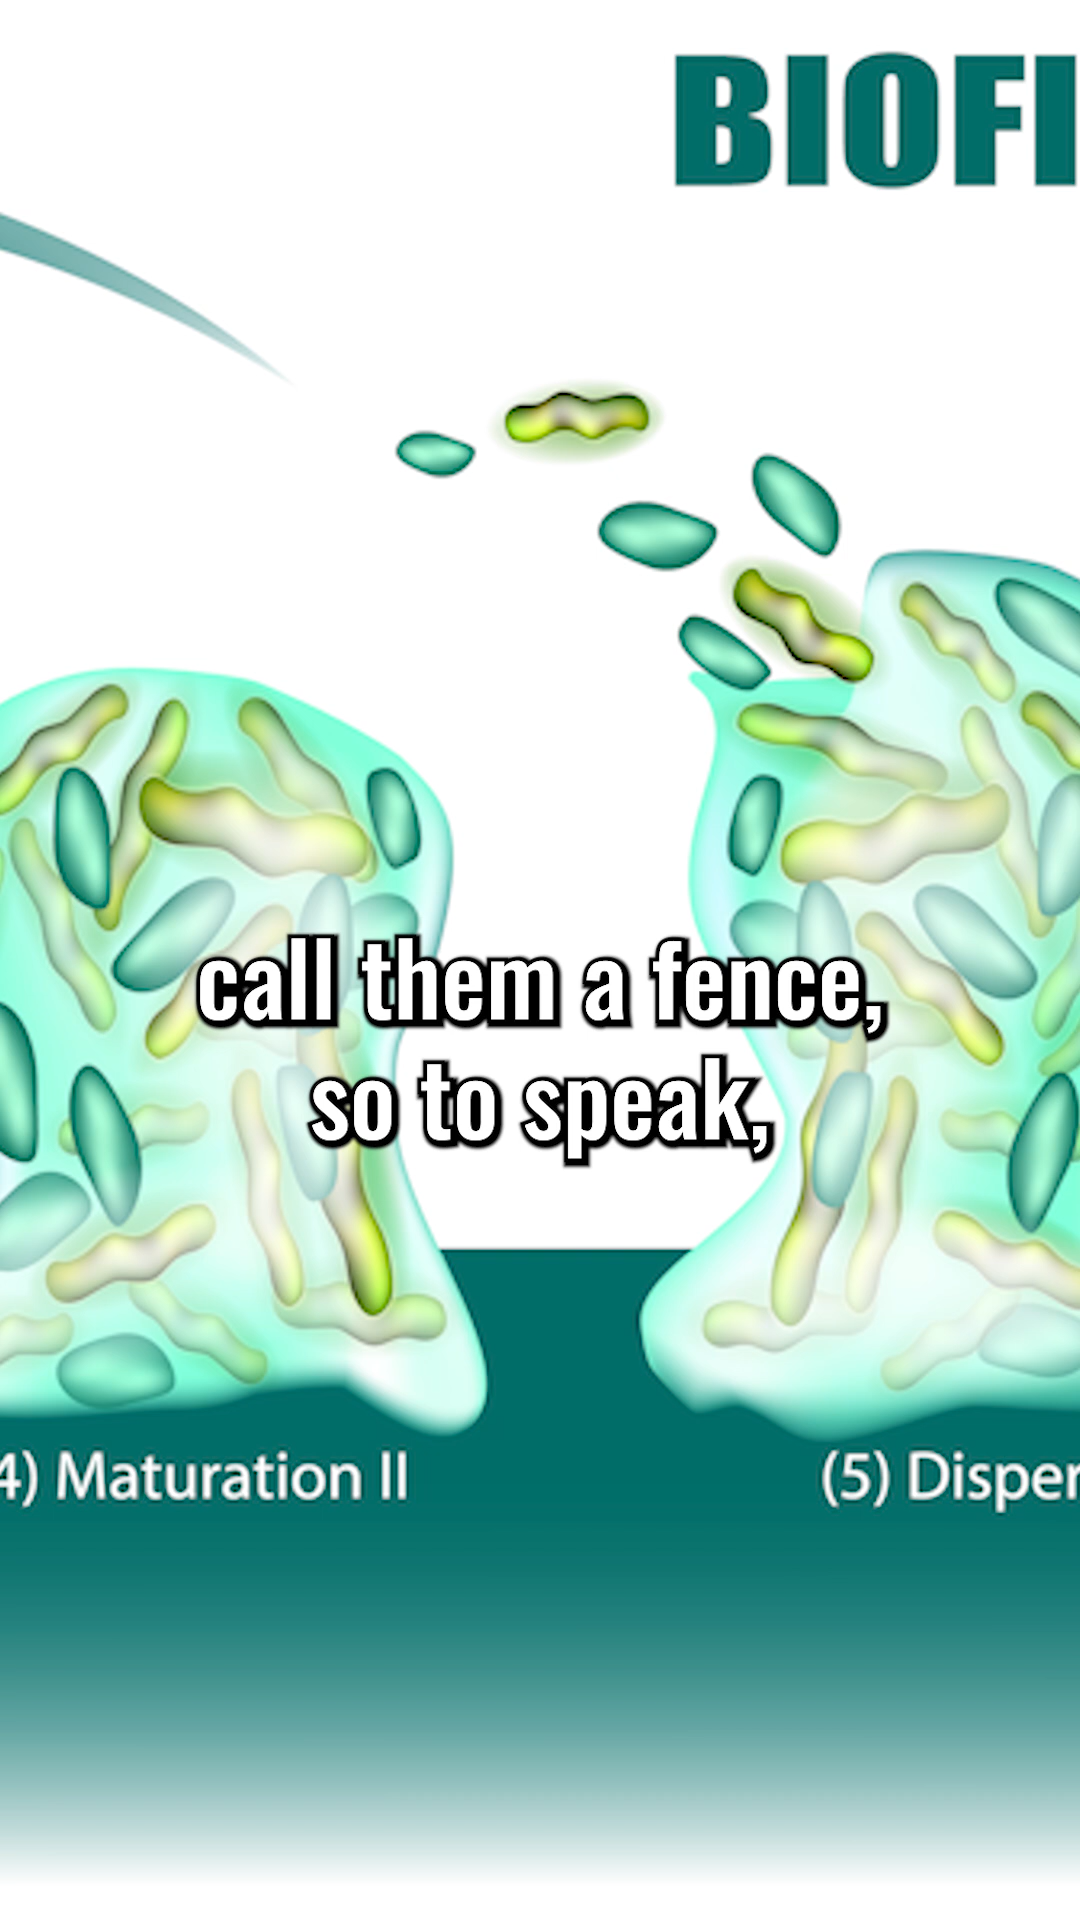 BIOFI
call them a fence,
so to speak,
4) Maturation II
(5) Disper